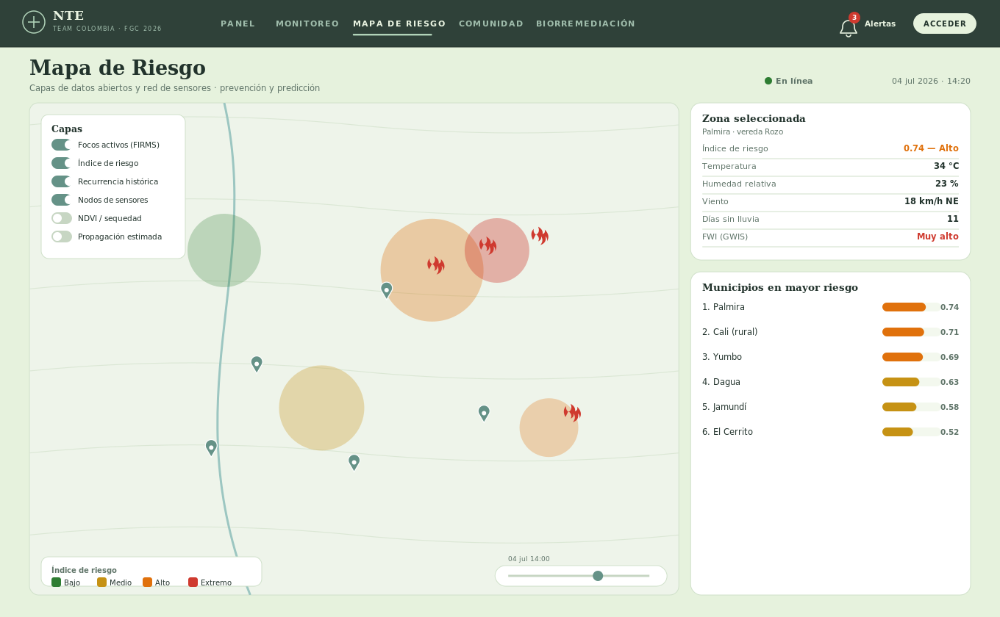 NTE
TEAM COLOMBIA · FGC 2026
PANEL
MONITOREO
MAPA DE RIESGO
COMUNIDAD
BIORREMEDIACIÓN
3
Alertas
ACCEDER
Mapa de Riesgo
Capas de datos abiertos y red de sensores · prevención y predicción
En línea
04 jul 2026 · 14:20
Capas
Focos activos (FIRMS)
Índice de riesgo
Recurrencia histórica
Nodos de sensores
NDVI / sequedad
Propagación estimada
Índice de riesgo
Bajo
Medio
Alto
Extremo
04 jul 14:00
Zona seleccionada
Palmira · vereda Rozo
Índice de riesgo 0.74 — Alto
Temperatura 34 °C
Humedad relativa 23 %
Viento 18 km/h NE
Días sin lluvia 11
FWI (GWIS) Muy alto
Municipios en mayor riesgo
1. Palmira 0.74
2. Cali (rural) 0.71
3. Yumbo 0.69
4. Dagua 0.63
5. Jamundí 0.58
6. El Cerrito 0.52